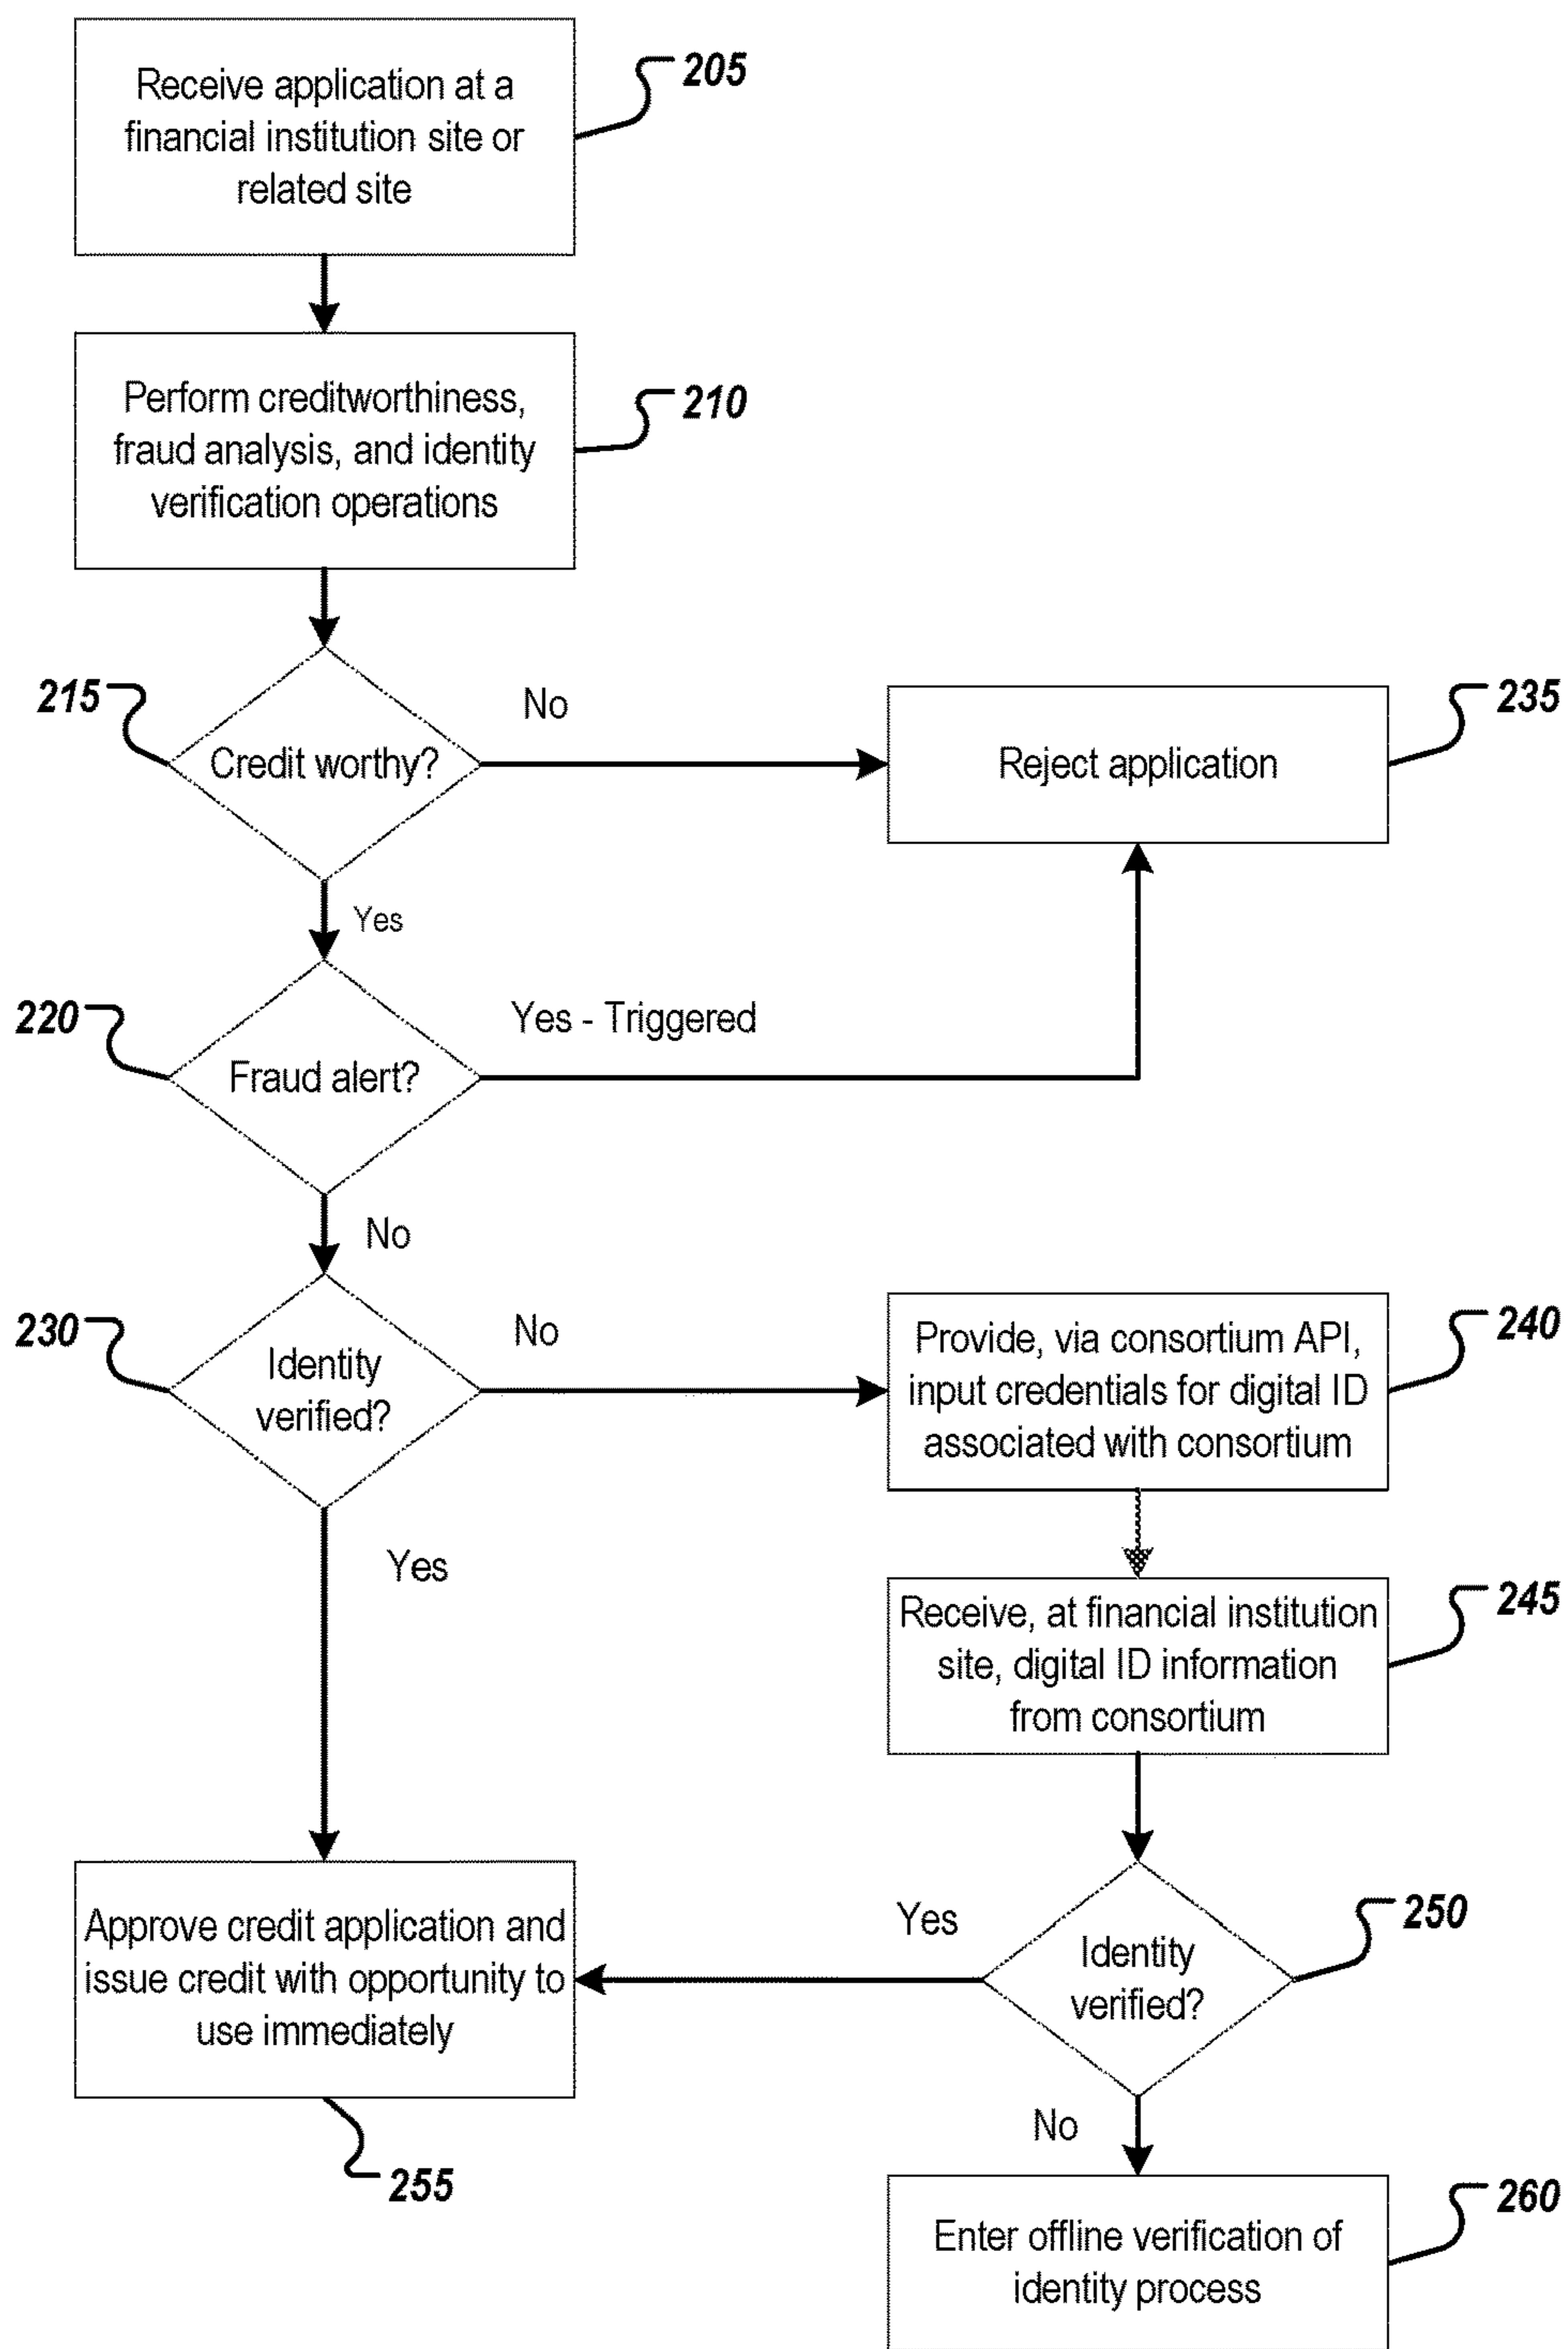 Receive application at a
financial institution site or
related site
205
Perform creditworthiness,
fraud analysis, and identity
verification operations
210
215
Credit worthy?
No
Reject application
235
Yes
220
Fraud alert?
Yes - Triggered
No
230
Identity
verified?
No
Provide, via consortium API,
input credentials for digital ID
associated with consortium
240
Yes
Receive, at financial institution
site, digital ID information
from consortium
245
Approve credit application and
issue credit with opportunity to
use immediately
255
Yes
Identity
verified?
250
No
Enter offline verification of
identity process
260